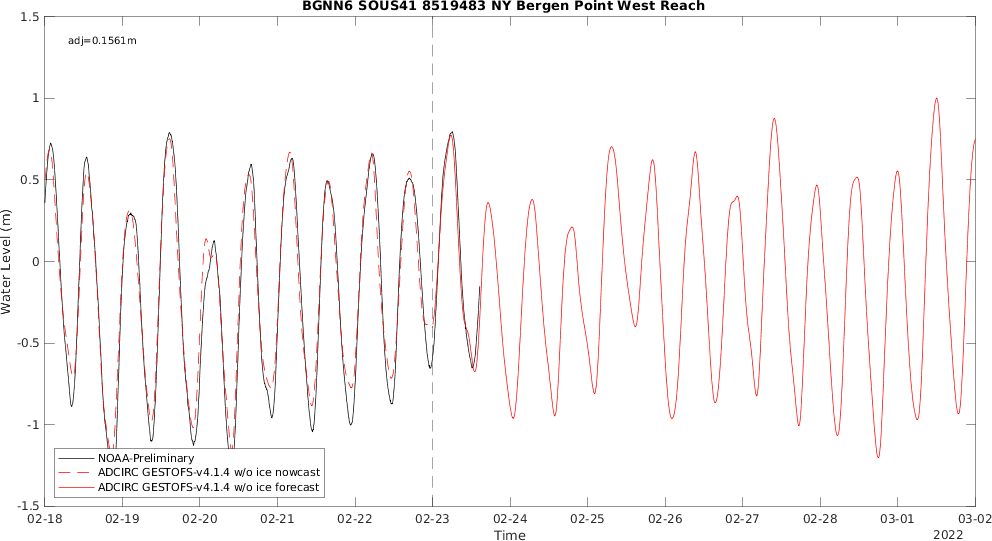 BGNN6 SOUS41 8519483 NY Bergen Point West Reach
adj=0.1561m
1.5
1
0.5
0
-0.5
-1
-1.5
Water Level (m)
NOAA-Preliminary
ADCIRC GESTOFS-v4.1.4 w/o ice nowcast
ADCIRC GESTOFS-v4.1.4 w/o ice forecast
02-18 02-19 02-20 02-21 02-22 02-23 02-24 02-25 02-26 02-27 02-28 03-01 03-02
Time
2022